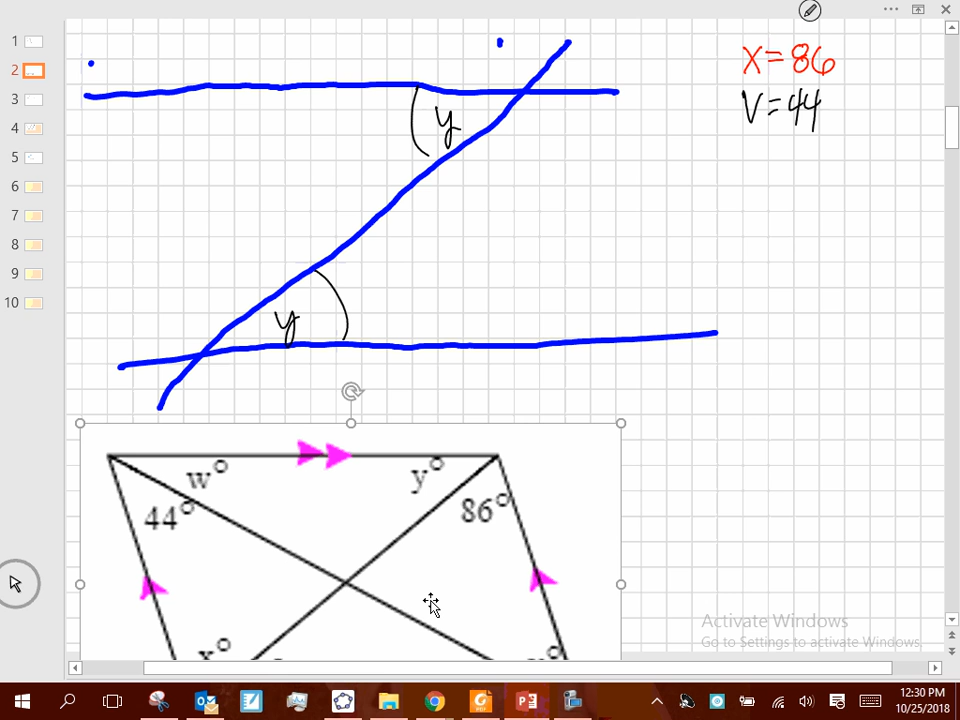 1
2
3
4
5
6
7
8
9
10
X=86
V=44
y
y
w°
y°
44°
86°
x°
Activate Windows
Go to Settings to activate Windows.
12:30 PM
10/25/2018